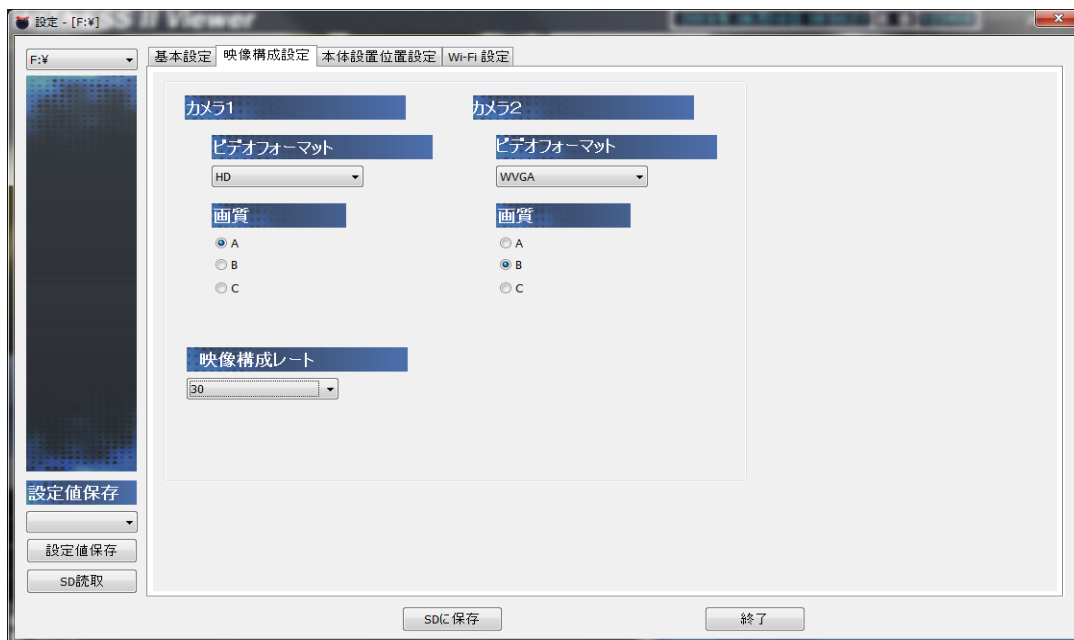 設定 - [F:¥]
II Viewer
F:¥
基本設定 映像構成設定 本体設置位置設定 Wi-Fi 設定
カメラ1
カメラ2
ビデオフォーマット
ビデオフォーマット
HD
WVGA
画質
画質
A
A
B
B
C
C
映像構成レート
30
設定値保存
設定値保存
SD読取
SDに保存
終了